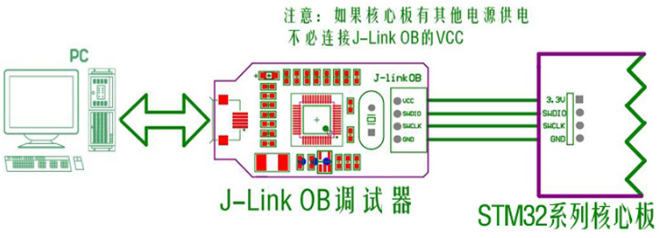 注意：如果核心板有其他电源供电
不必连接J-Link OB的VCC
PC
J-linkOB
VCC
SWDIO
SWCLK
GND
3.3V
SWDIO
SWCLK
GND
J-Link OB调试器
STM32系列核心板